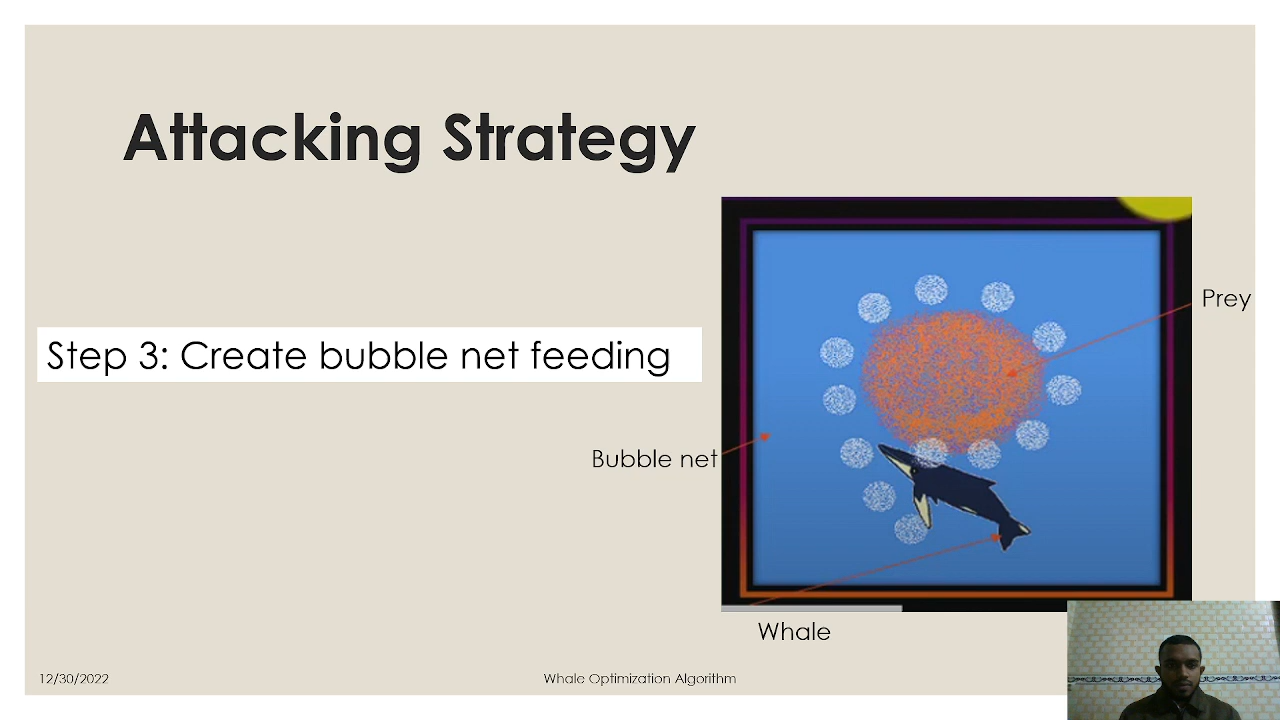 Attacking Strategy
Prey
Step 3: Create bubble net feeding
Bubble net
Whale
12/30/2022
Whale Optimization Algorithm